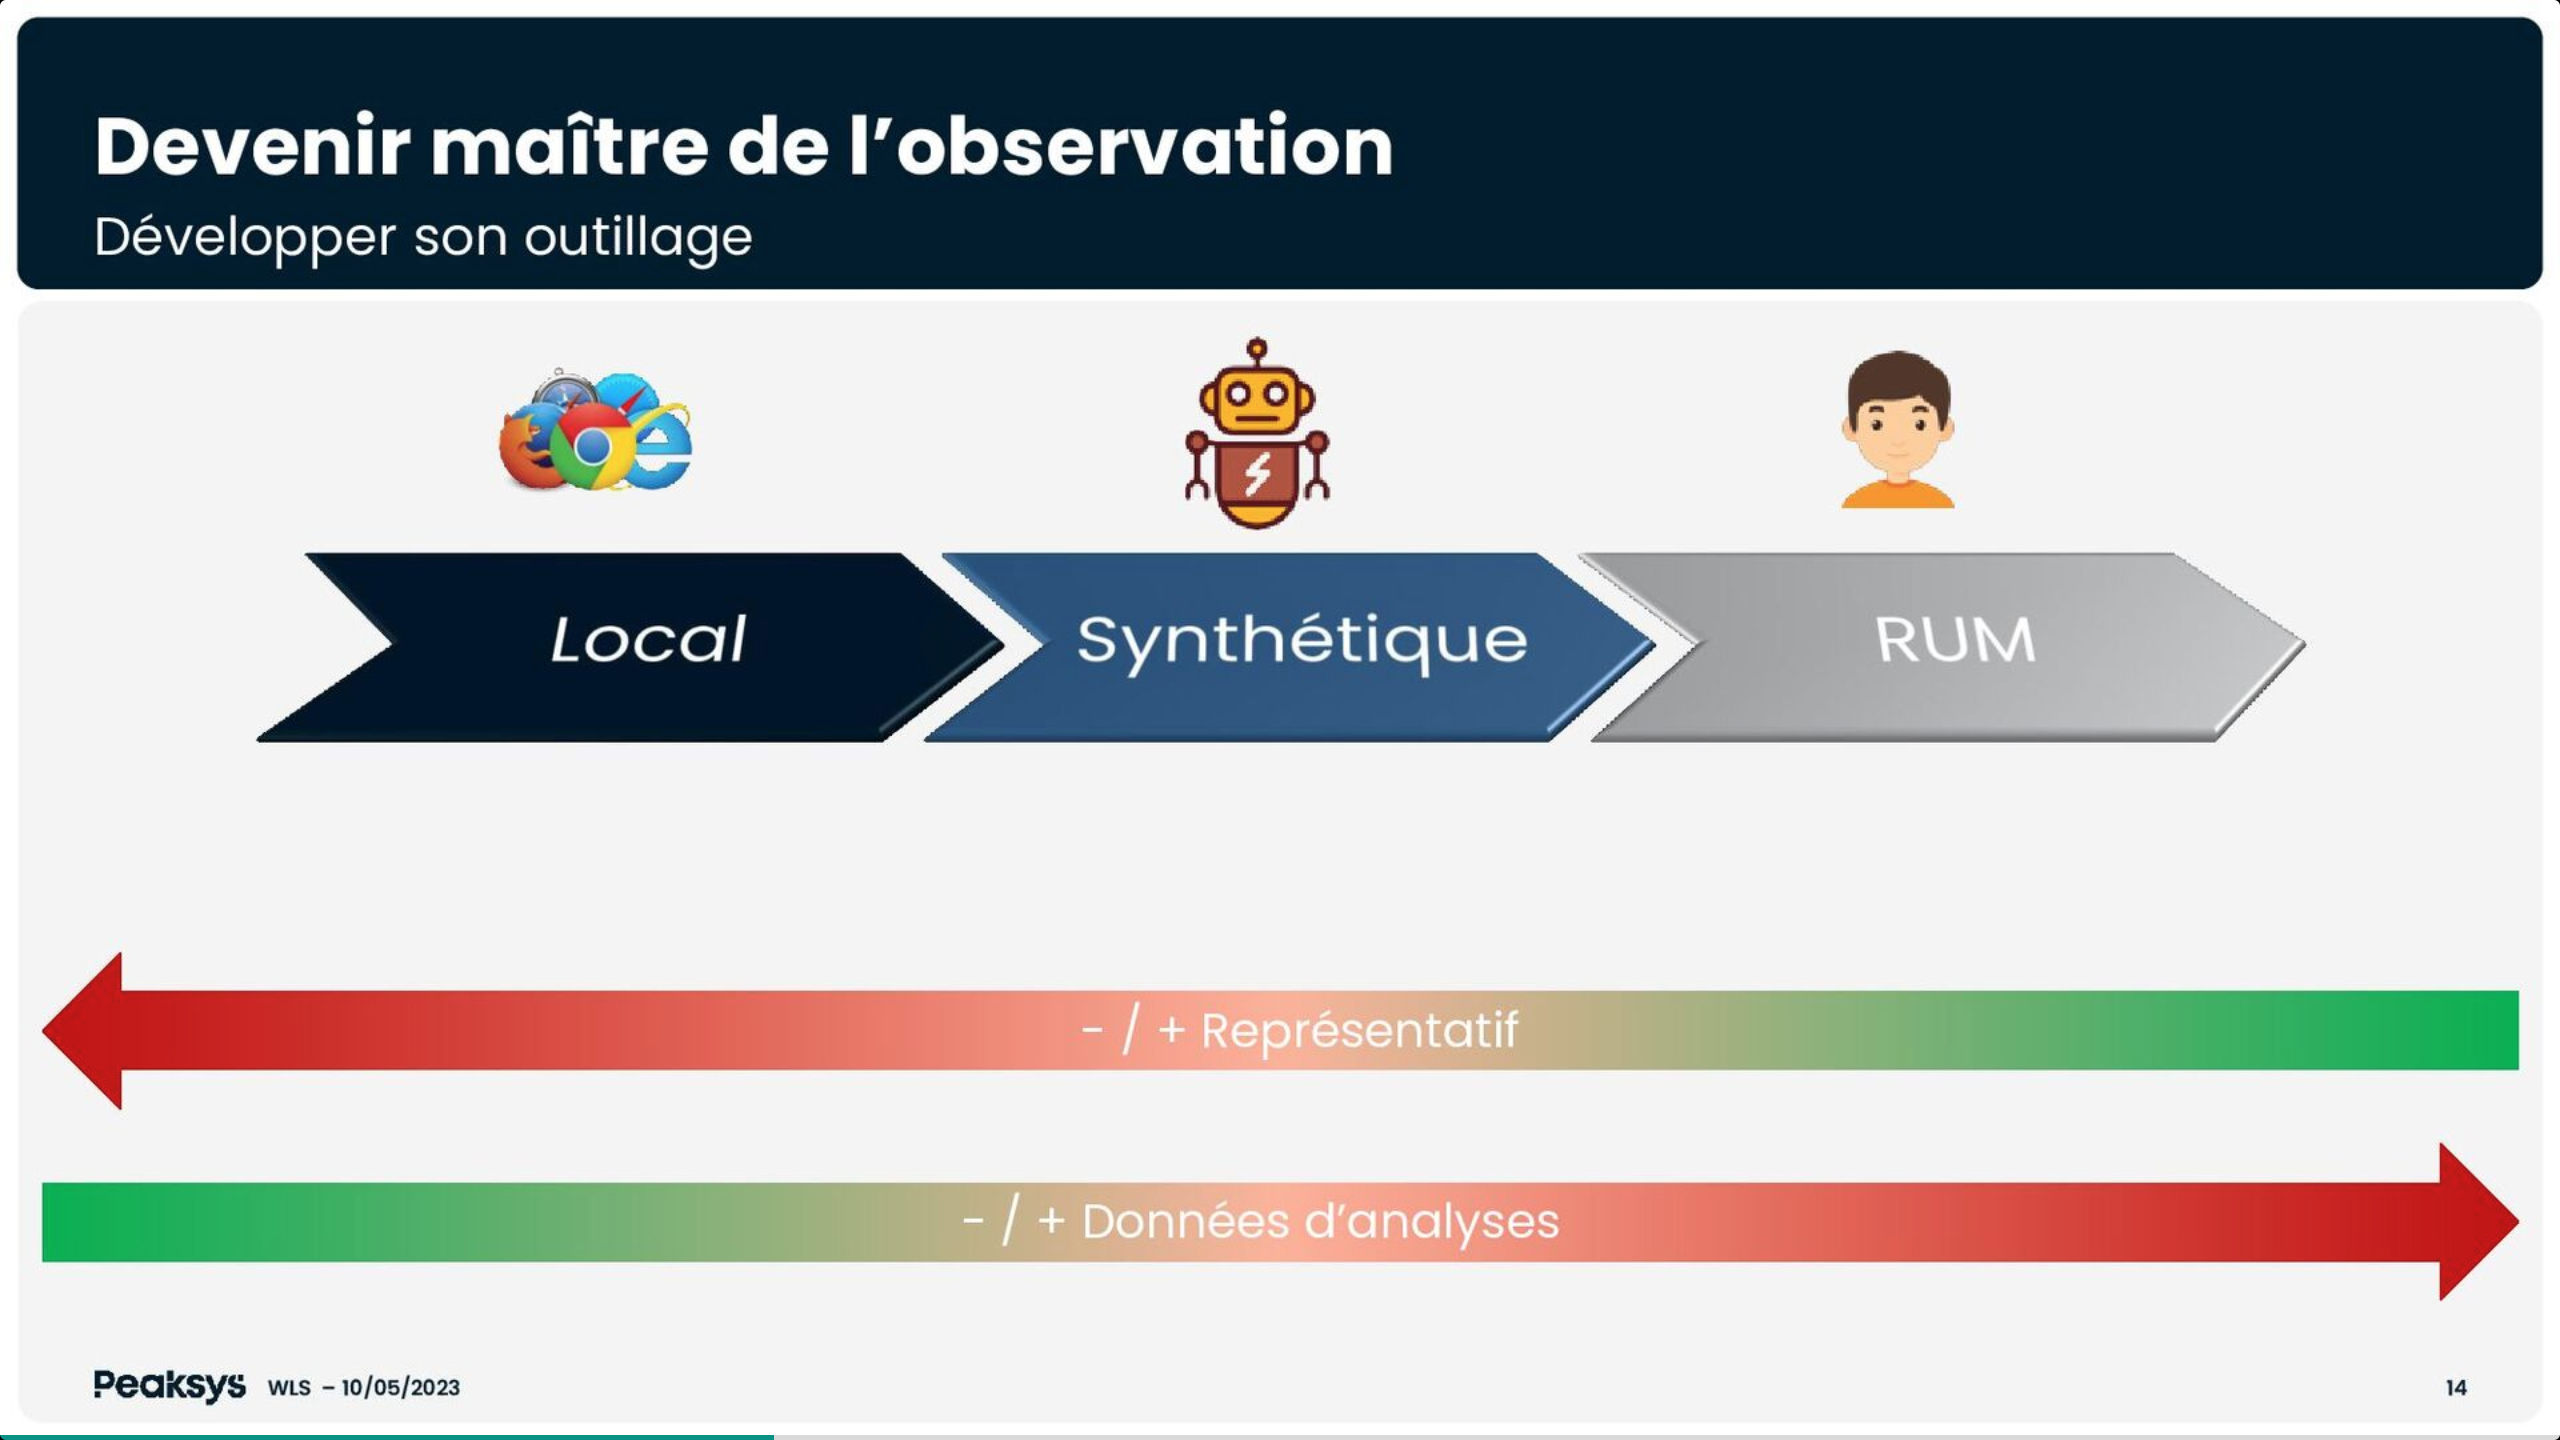 Devenir maître de l’observation
Développer son outillage
Local
Synthétique
RUM
- / + Représentatif
- / + Données d’analyses
Peaksys WLS – 10/05/2023
14